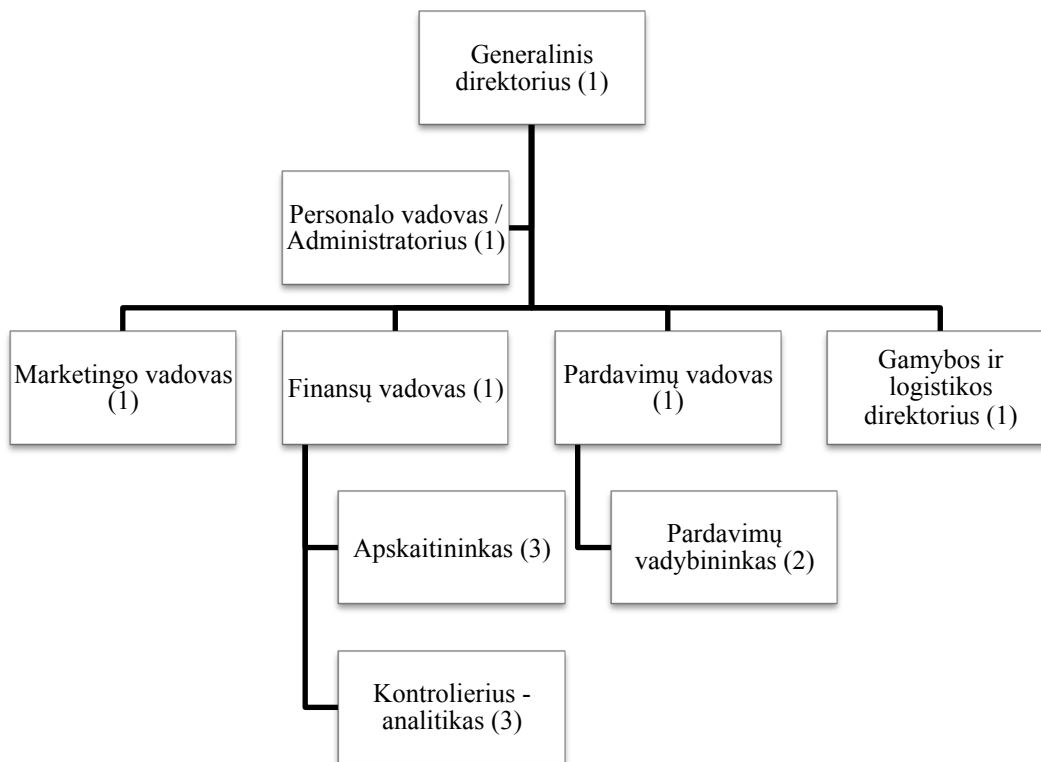 Generalinis
direktorius (1)
Personalo vadovas /
Administratorius (1)
Marketingo vadovas
(1)
Finansų vadovas (1)
Pardavimų vadovas
(1)
Gamybos ir
logistikos
direktorius (1)
Apskaitininkas (3)
Pardavimų
vadybininkas (2)
Kontrolierius -
analitikas (3)